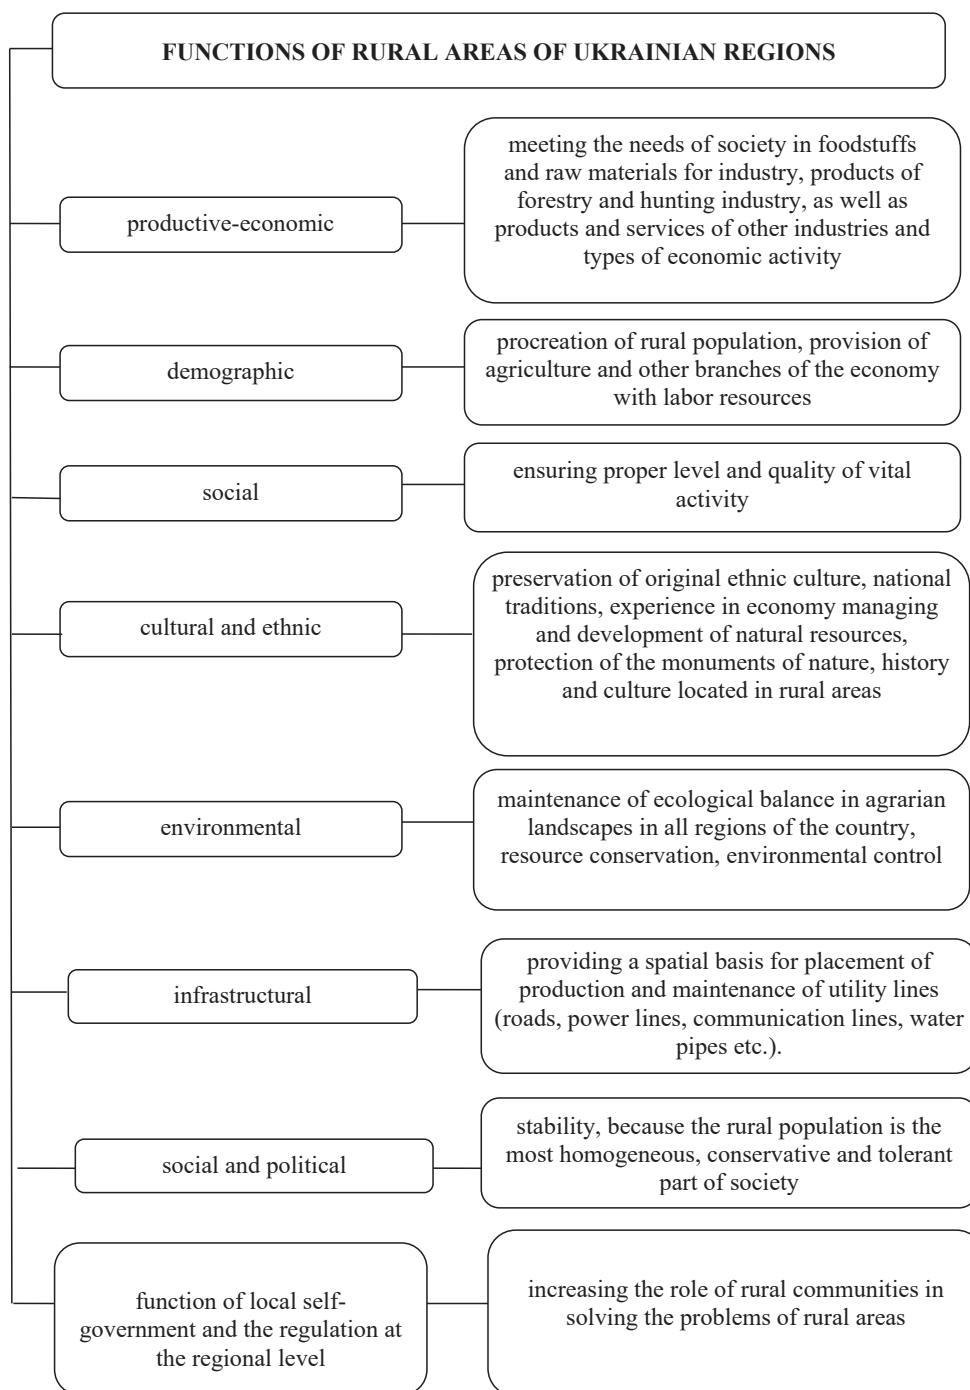 FUNCTIONS OF RURAL AREAS OF UKRAINIAN REGIONS
productive-economic
meeting the needs of society in foodstuffs
and raw materials for industry, products of
forestry and hunting industry, as well as
products and services of other industries and
types of economic activity
demographic
procreation of rural population, provision of
agriculture and other branches of the economy
with labor resources
social
ensuring proper level and quality of vital
activity
cultural and ethnic
preservation of original ethnic culture, national
traditions, experience in economy managing
and development of natural resources,
protection of the monuments of nature, history
and culture located in rural areas
environmental
maintenance of ecological balance in agrarian
landscapes in all regions of the country,
resource conservation, environmental control
infrastructural
providing a spatial basis for placement of
production and maintenance of utility lines
(roads, power lines, communication lines, water
pipes etc.).
social and political
stability, because the rural population is the
most homogeneous, conservative and tolerant
part of society
function of local self-
government and the regulation at
the regional level
increasing the role of rural communities in
solving the problems of rural areas